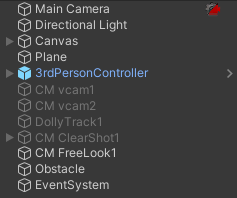 Main Camera
Directional Light
Canvas
Plane
3rdPersonController
CM vcam1
CM vcam2
DollyTrack1
CM ClearShot1
CM FreeLook1
Obstacle
EventSystem